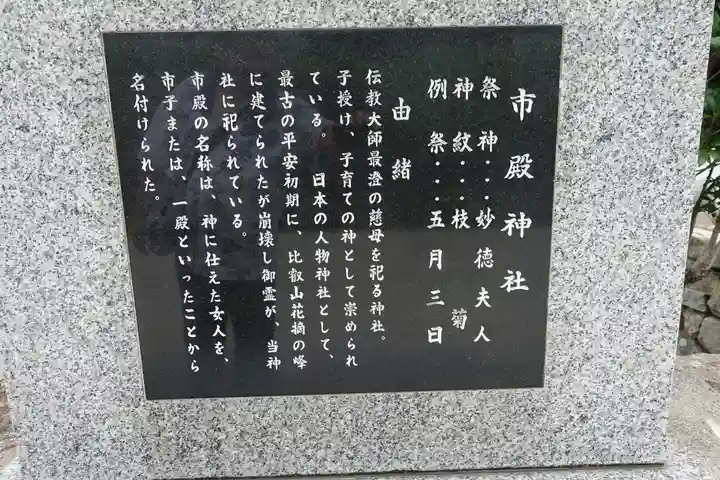 市殿神社
祭神・・・妙徳夫人
神紋・・・枝菊
例祭・・・五月三日
由緒
伝教大師最澄の慈母を祀る神社。
子授け、子育ての神として崇められ
ている。　日本の人物神社として、
最古の平安初期に、比叡山花摘の峰
に建てられたが崩壊し御霊が、当神
社に祀られている。
市殿の名称は、神に仕えた女人を、
市子または、一殿といったことから
名付けられた。